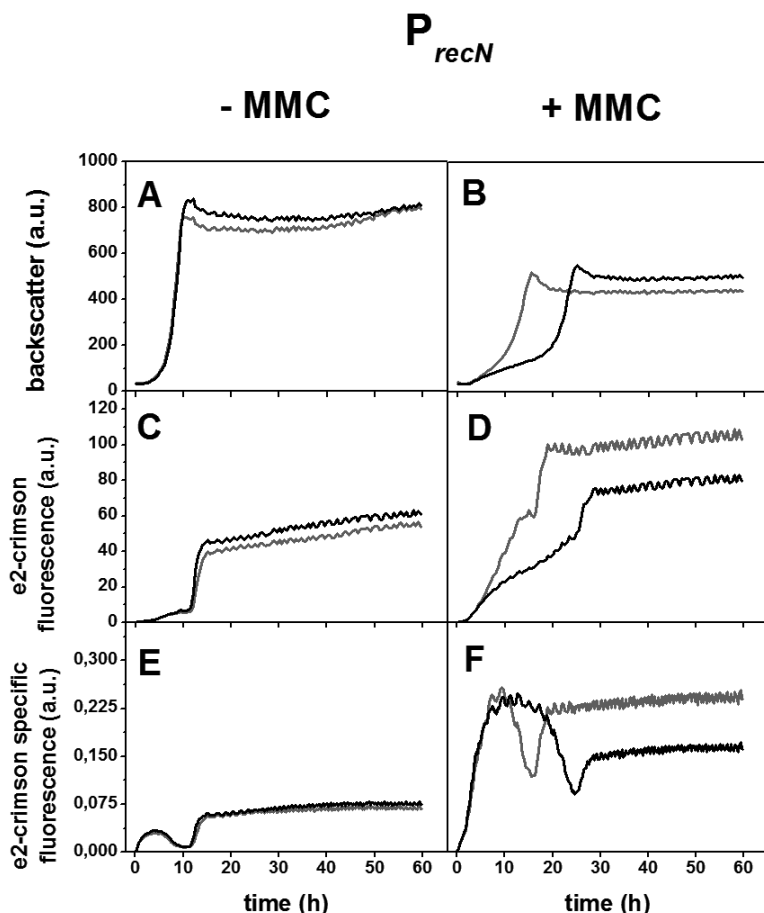 P recN
- MMC
+ MMC
backscatter (a.u.)
1000
800
600
400
200
0
A
B
e2-crimson
fluorescence (a.u.)
120
100
80
60
40
20
0
C
D
e2-crimson specific
fluorescence (a.u.)
0,300
0,225
0,150
0,075
0,000
E
F
0 10 20 30 40 50 60
0 10 20 30 40 50 60
time (h)
time (h)